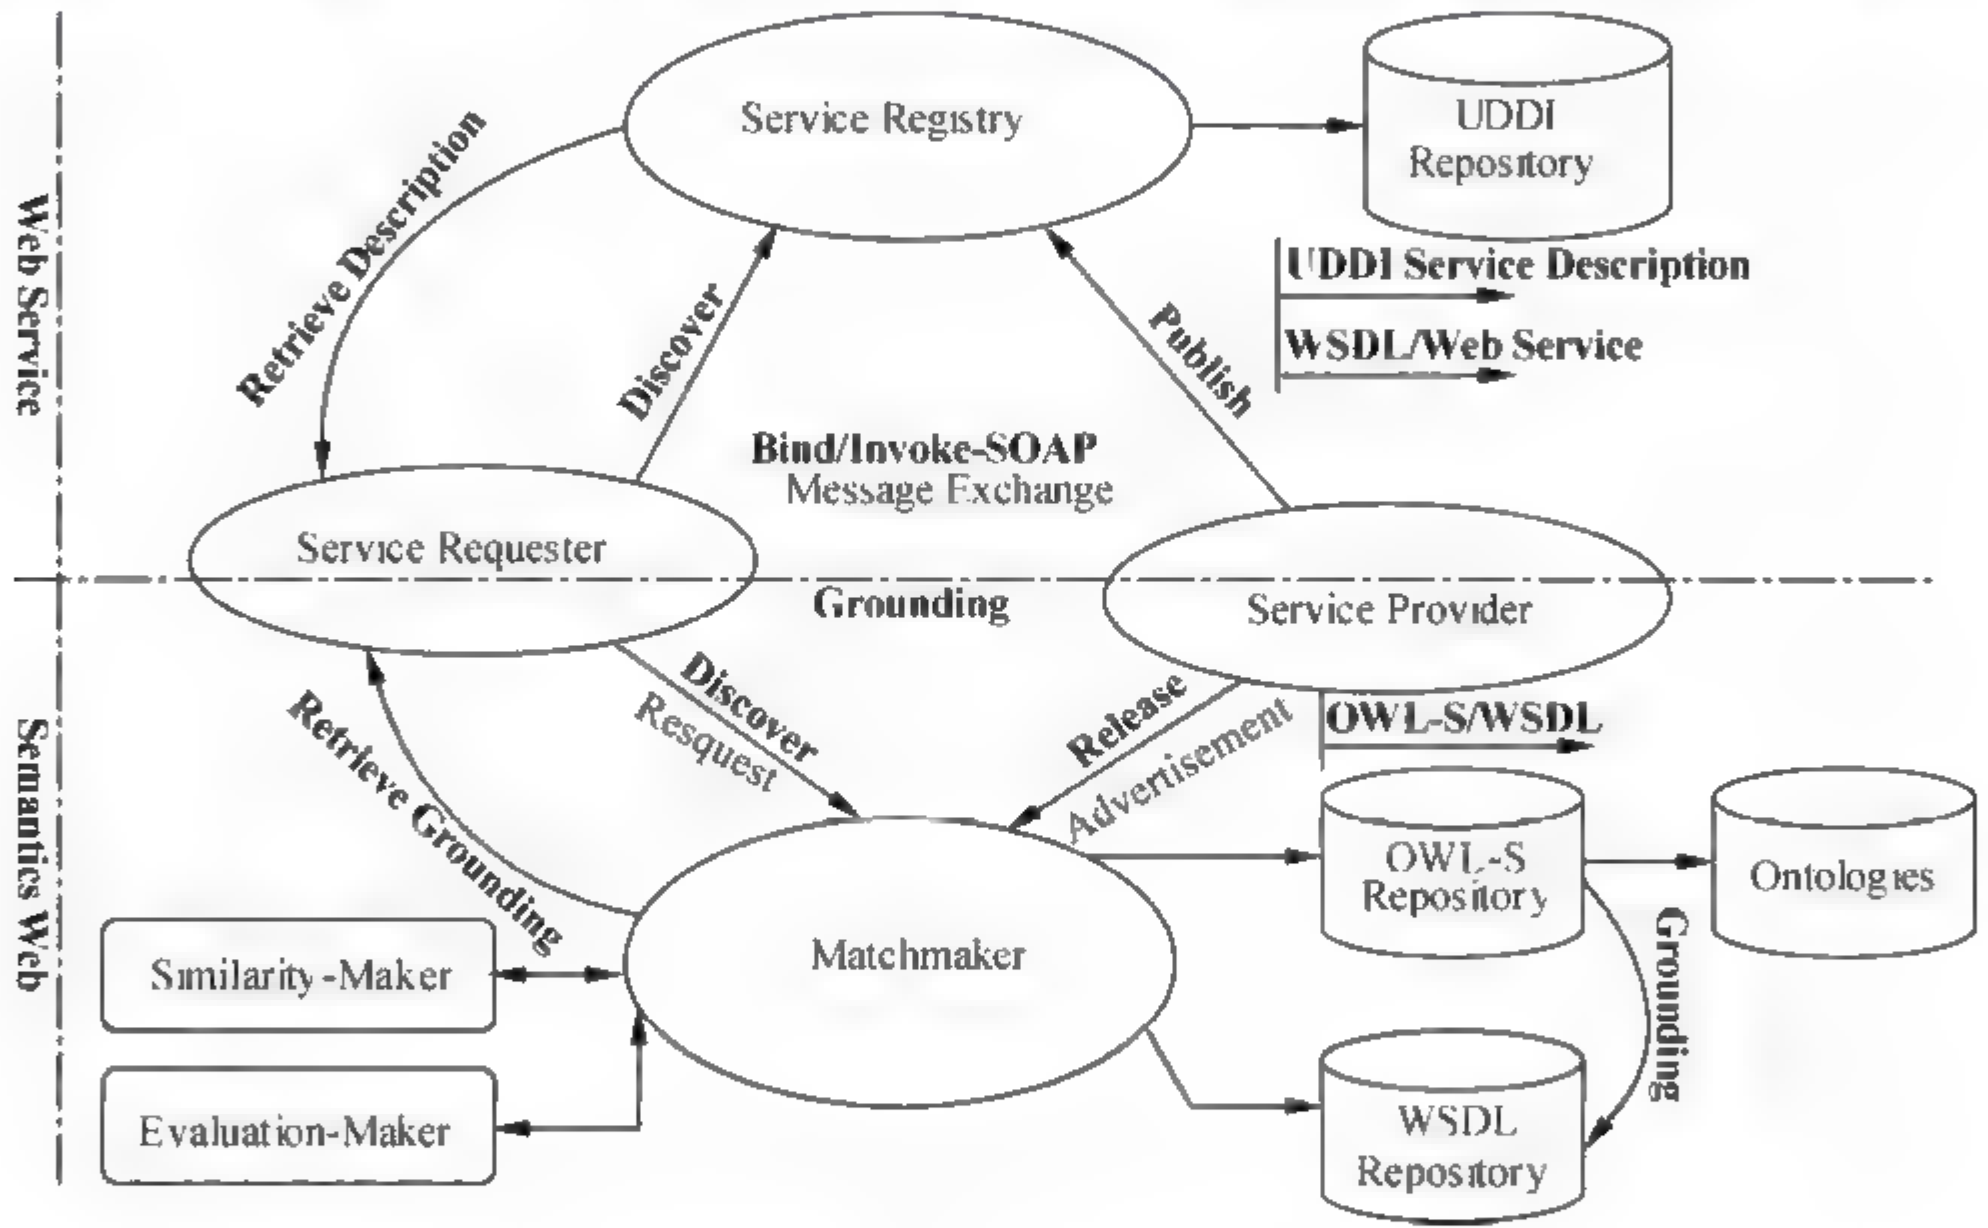 Service Registry
UDDI
Repository
Retrieve Description
Web Service
Discover
Publish
UDDI Service Description
WSDL/Web Service
Bind/Invoke-SOAP
Message Exchange
Service Requester
Grounding
Service Provider
Discover
Resquest
Release
Advertisement
OWL-S/WSDL
Retrieve Grounding
Semantics Web
OWL-S
Repository
Ontologies
Grounding
Matchmaker
Similarity-Maker
Evaluation-Maker
WSDL
Repository